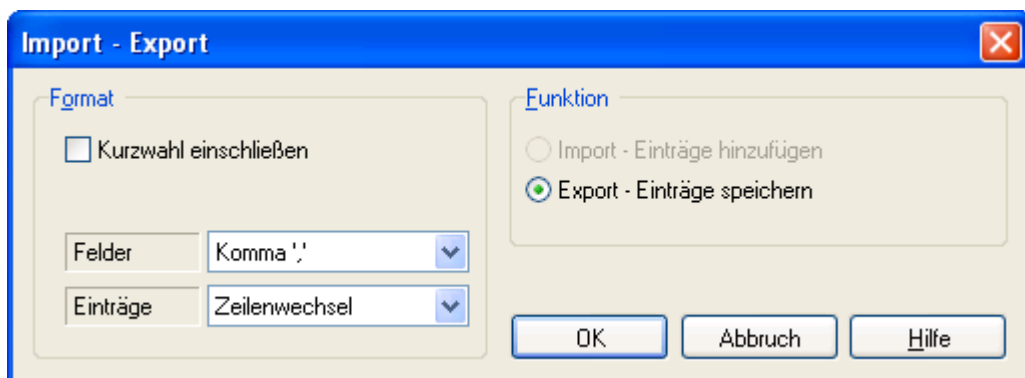 Import - Export
Format
Kurzwahl einschließen
Felder
Komma ','
Einträge
Zeilenwechsel
Funktion
Import - Einträge hinzufügen
Export - Einträge speichern
OK
Abbruch
Hilfe